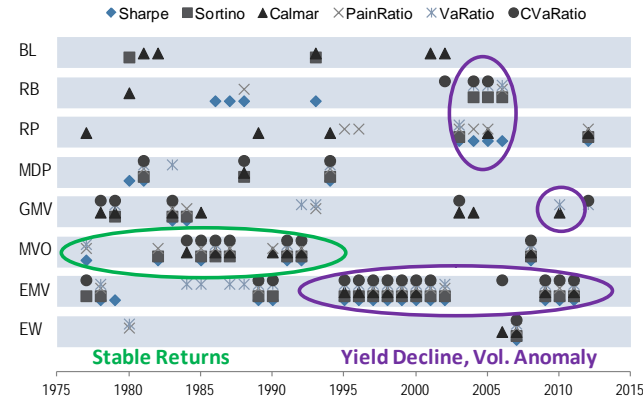 Sharpe Sortino Calmar PainRatio VaRatio CVaRatio
BL
RB
RP
MDP
GMV
MVO
EMV
EW
Stable Returns Yield Decline, Vol. Anomaly
1975 1980 1985 1990 1995 2000 2005 2010 2015